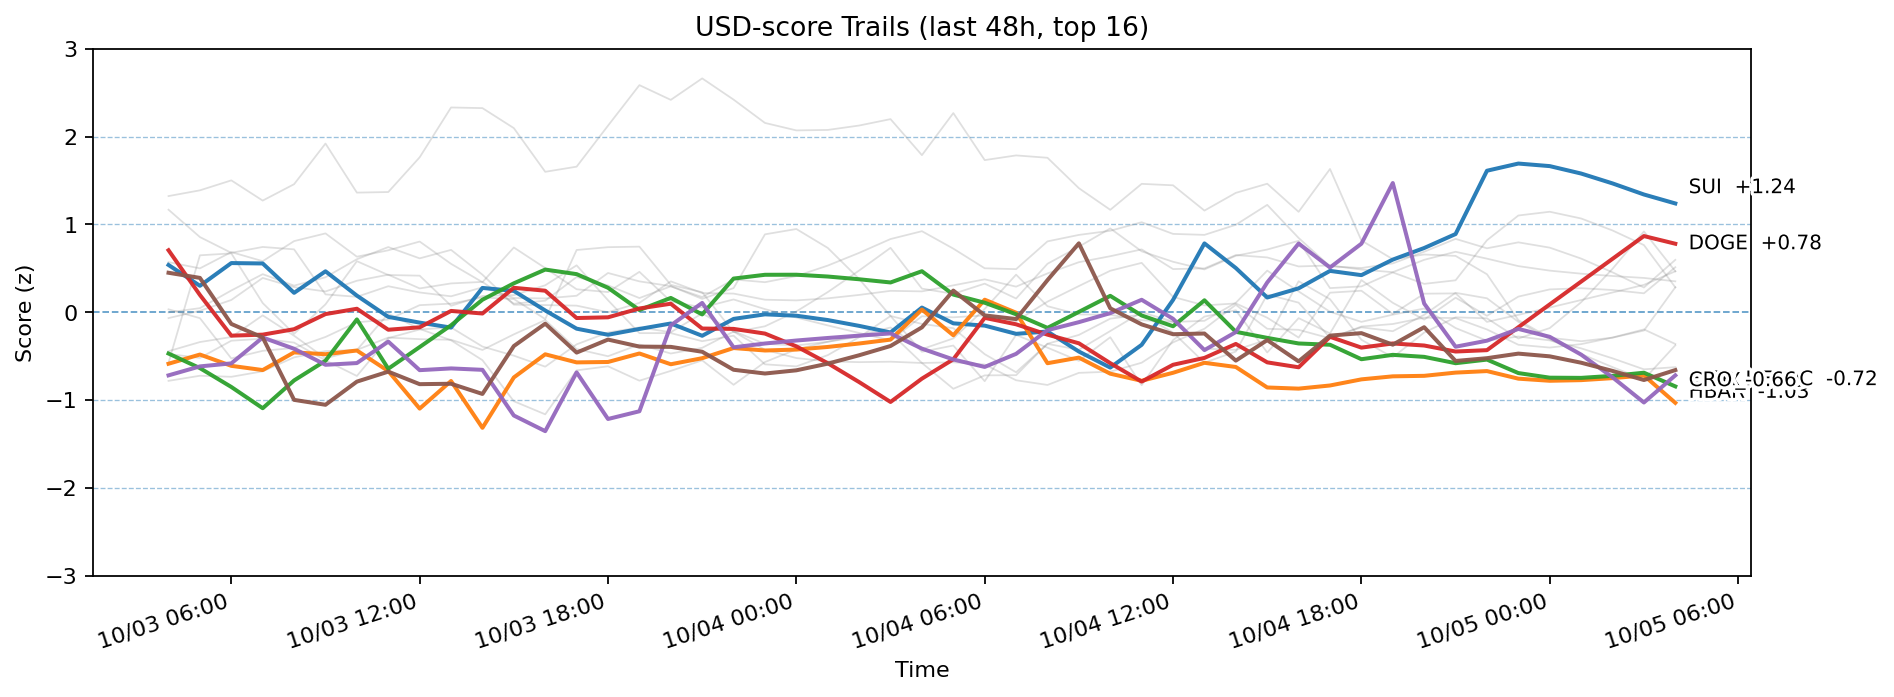 USD-score Trails (last 48h, top 16)
Score (z)
3
2
1
0
−1
−2
−3
SUI +1.24
DOGE +0.78
CRO -0.66
C -0.72
HBAR -1.03
10/03 06:00
10/03 12:00
10/03 18:00
10/04 00:00
10/04 06:00
10/04 12:00
10/04 18:00
10/05 00:00
10/05 06:00
Time